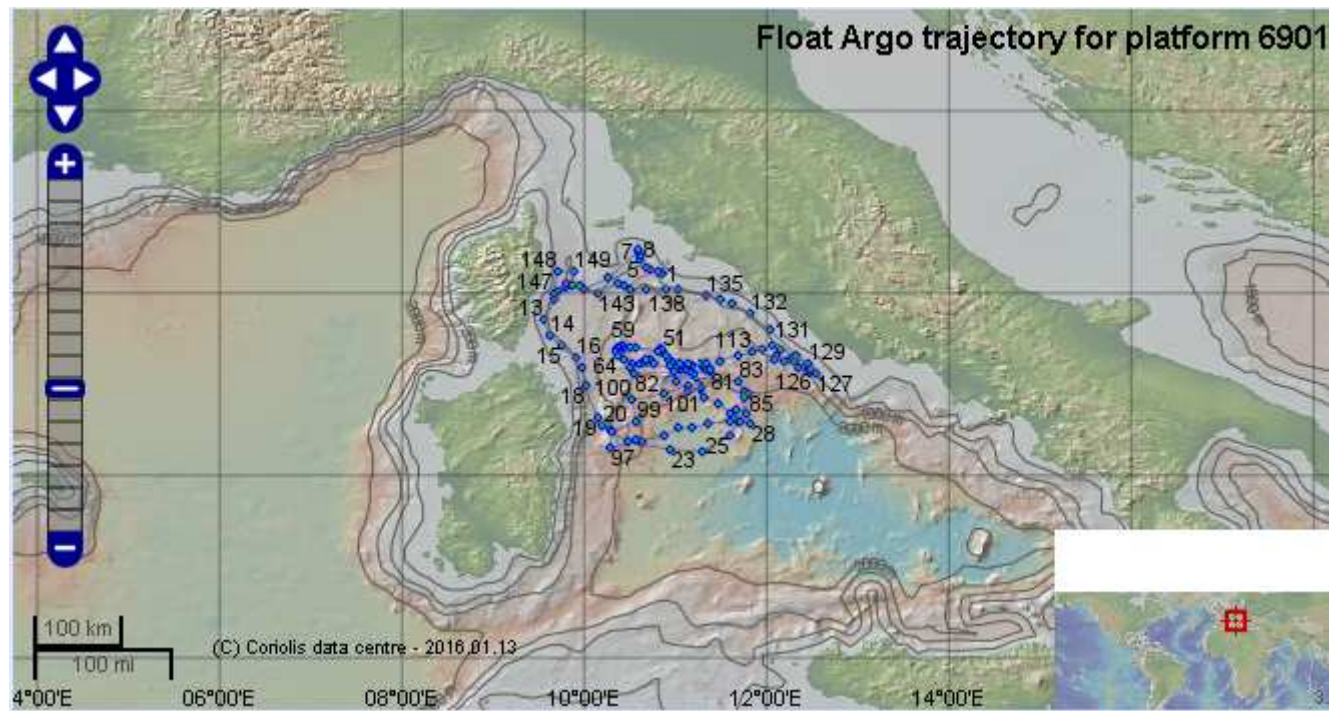 Float Argo trajectory for platform 6901
7 8
148 149 5 1
147 143 138 135
13 132
14 59 51 131
15 16 113 129
64 83 126 127
18 100 82 81
19 20 99 101 85
97 23 25 28
100 km
100 mi
(C) Coriolis data centre - 2016.01.13
4°00'E 06°00'E 08°00'E 10°00'E 12°00'E 14°00'E 3